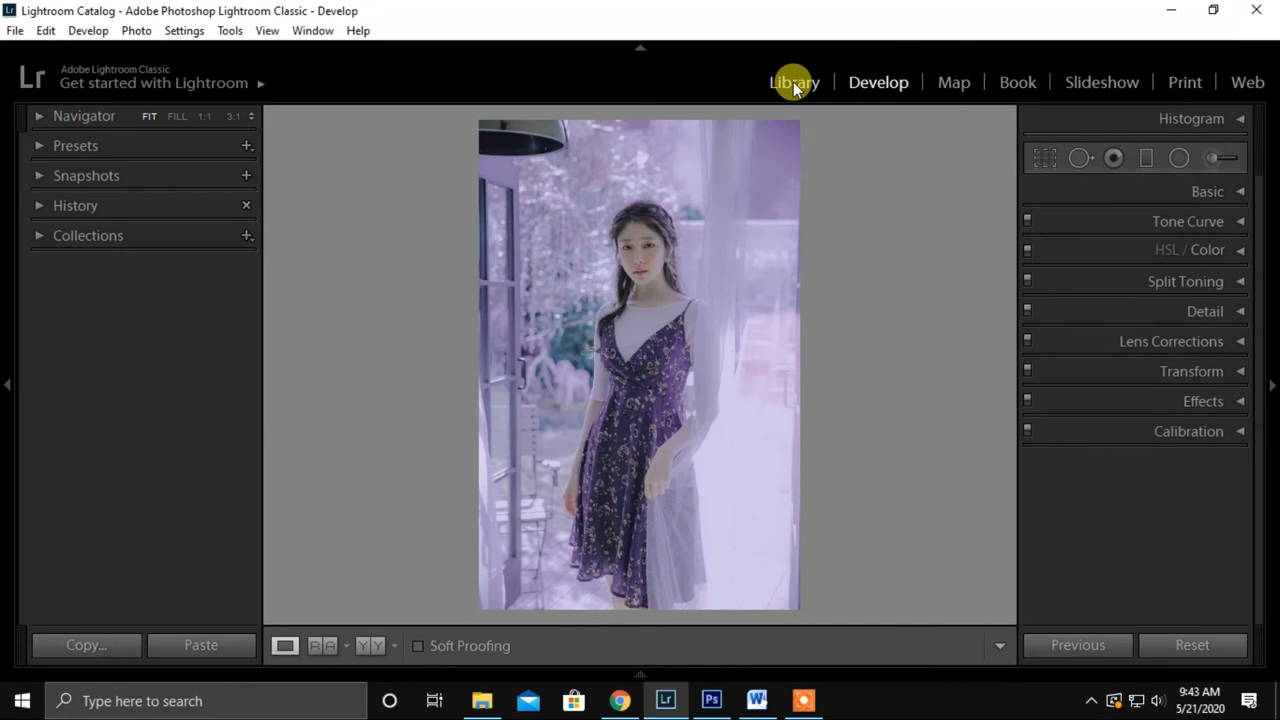 Lightroom Catalog - Adobe Photoshop Lightroom Classic - Develop
File Edit Develop Photo Settings Tools View Window Help
Lr
Adobe Lightroom Classic
Get started with Lightroom
Library Develop Map Book Slideshow Print Web
Navigator FIT FILL 1:1 3:1
Presets
Snapshots
History
Collections
Histogram
Basic
Tone Curve
HSL / Color
Split Toning
Detail
Lens Corrections
Transform
Effects
Calibration
Copy... Paste
R A Y Y Soft Proofing
Previous Reset
Type here to search
Lr Ps W
9:43 AM
5/21/2020